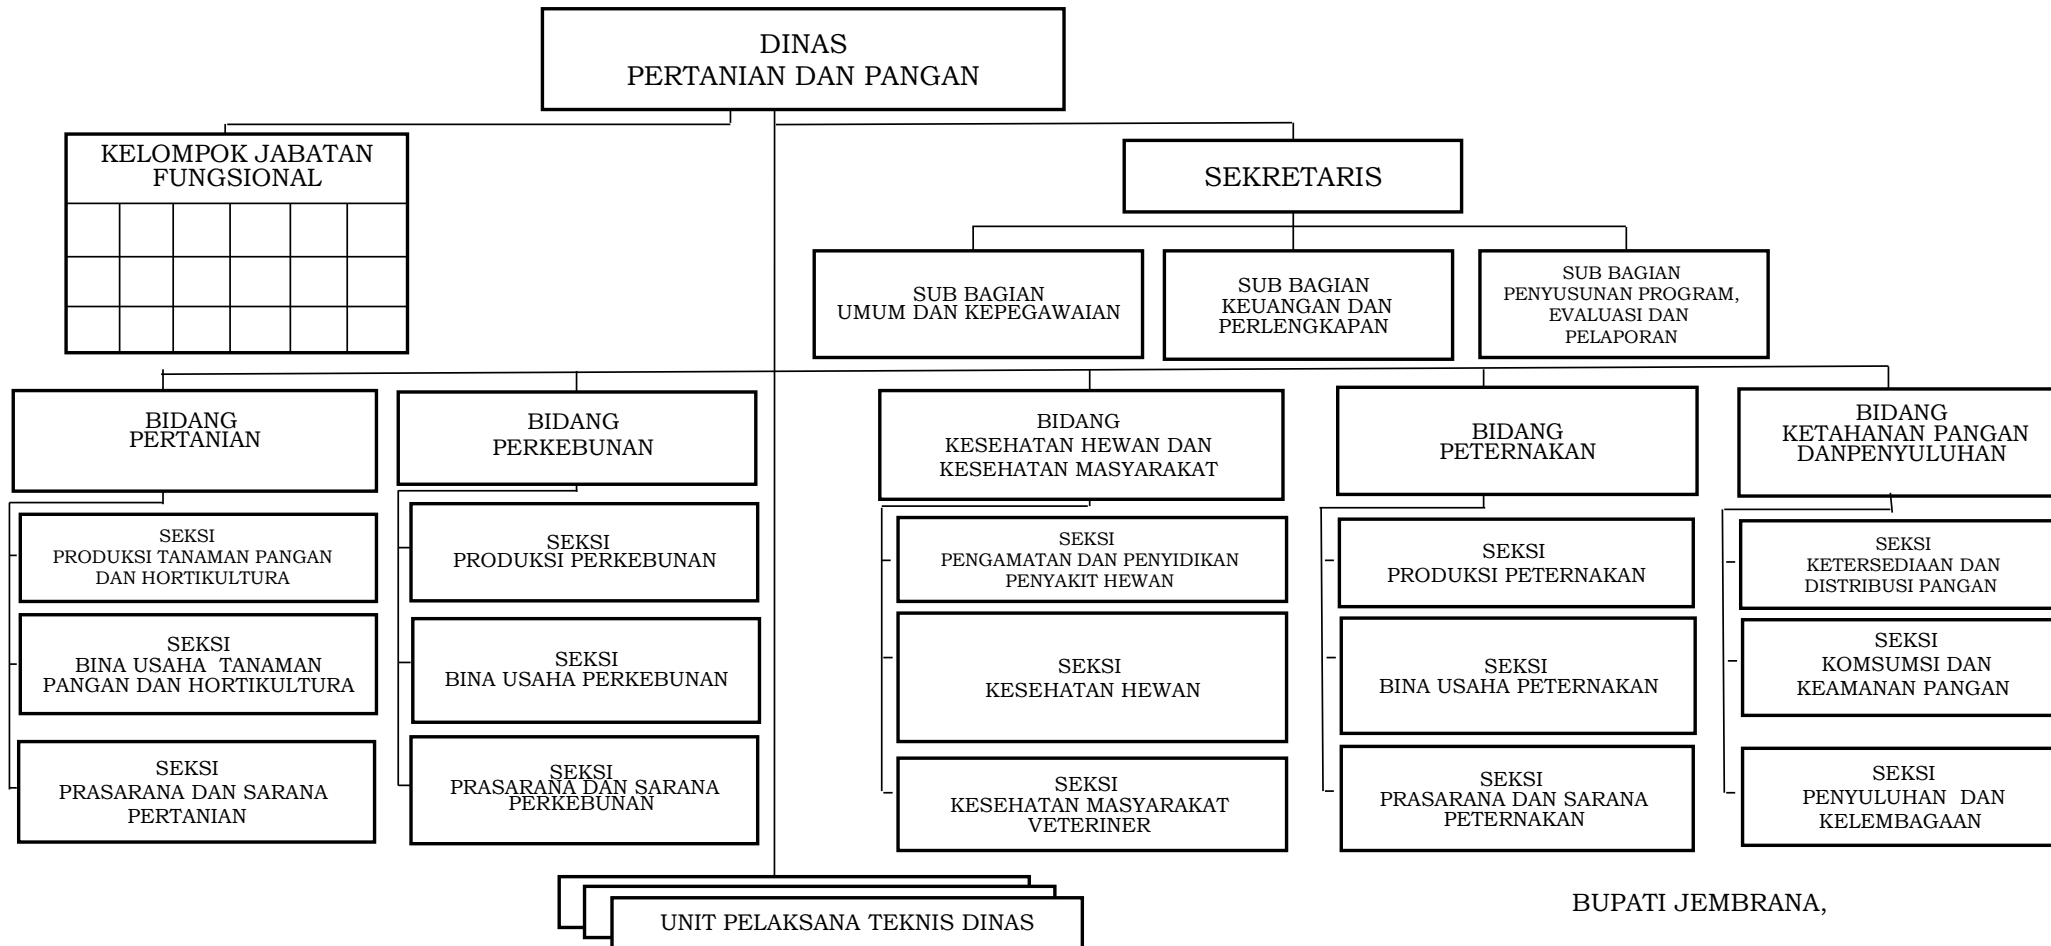 DINAS
PERTANIAN DAN PANGAN
KELOMPOK JABATAN
FUNGSIONAL
SEKRETARIS
SUB BAGIAN
UMUM DAN KEPEGAWAIAN
SUB BAGIAN
KEUANGAN DAN
PERLENGKAPAN
SUB BAGIAN
PENYUSUNAN PROGRAM,
EVALUASI DAN
PELAPORAN
BIDANG
PERTANIAN
SEKSI
PRODUKSI TANAMAN PANGAN
DAN HORTIKULTURA
SEKSI
BINA USAHA  TANAMAN
PANGAN DAN HORTIKULTURA
SEKSI
PRASARANA DAN SARANA
PERTANIAN
BIDANG
PERKEBUNAN
SEKSI
PRODUKSI PERKEBUNAN
SEKSI
BINA USAHA PERKEBUNAN
SEKSI
PRASARANA DAN SARANA
PERKEBUNAN
BIDANG
KESEHATAN HEWAN DAN
KESEHATAN MASYARAKAT
SEKSI
PENGAMATAN DAN PENYIDIKAN
PENYAKIT HEWAN
SEKSI
KESEHATAN HEWAN
SEKSI
KESEHATAN MASYARAKAT
VETERINER
BIDANG
PETERNAKAN
SEKSI
PRODUKSI PETERNAKAN
SEKSI
BINA USAHA PETERNAKAN
SEKSI
PRASARANA DAN SARANA
PETERNAKAN
BIDANG
KETAHANAN PANGAN
DANPENYULUHAN
SEKSI
KETERSEDIAAN DAN
DISTRIBUSI PANGAN
SEKSI
KOMSUMSI DAN
KEAMANAN PANGAN
SEKSI
PENYULUHAN  DAN
KELEMBAGAAN
UNIT PELAKSANA TEKNIS DINAS
BUPATI JEMBRANA,